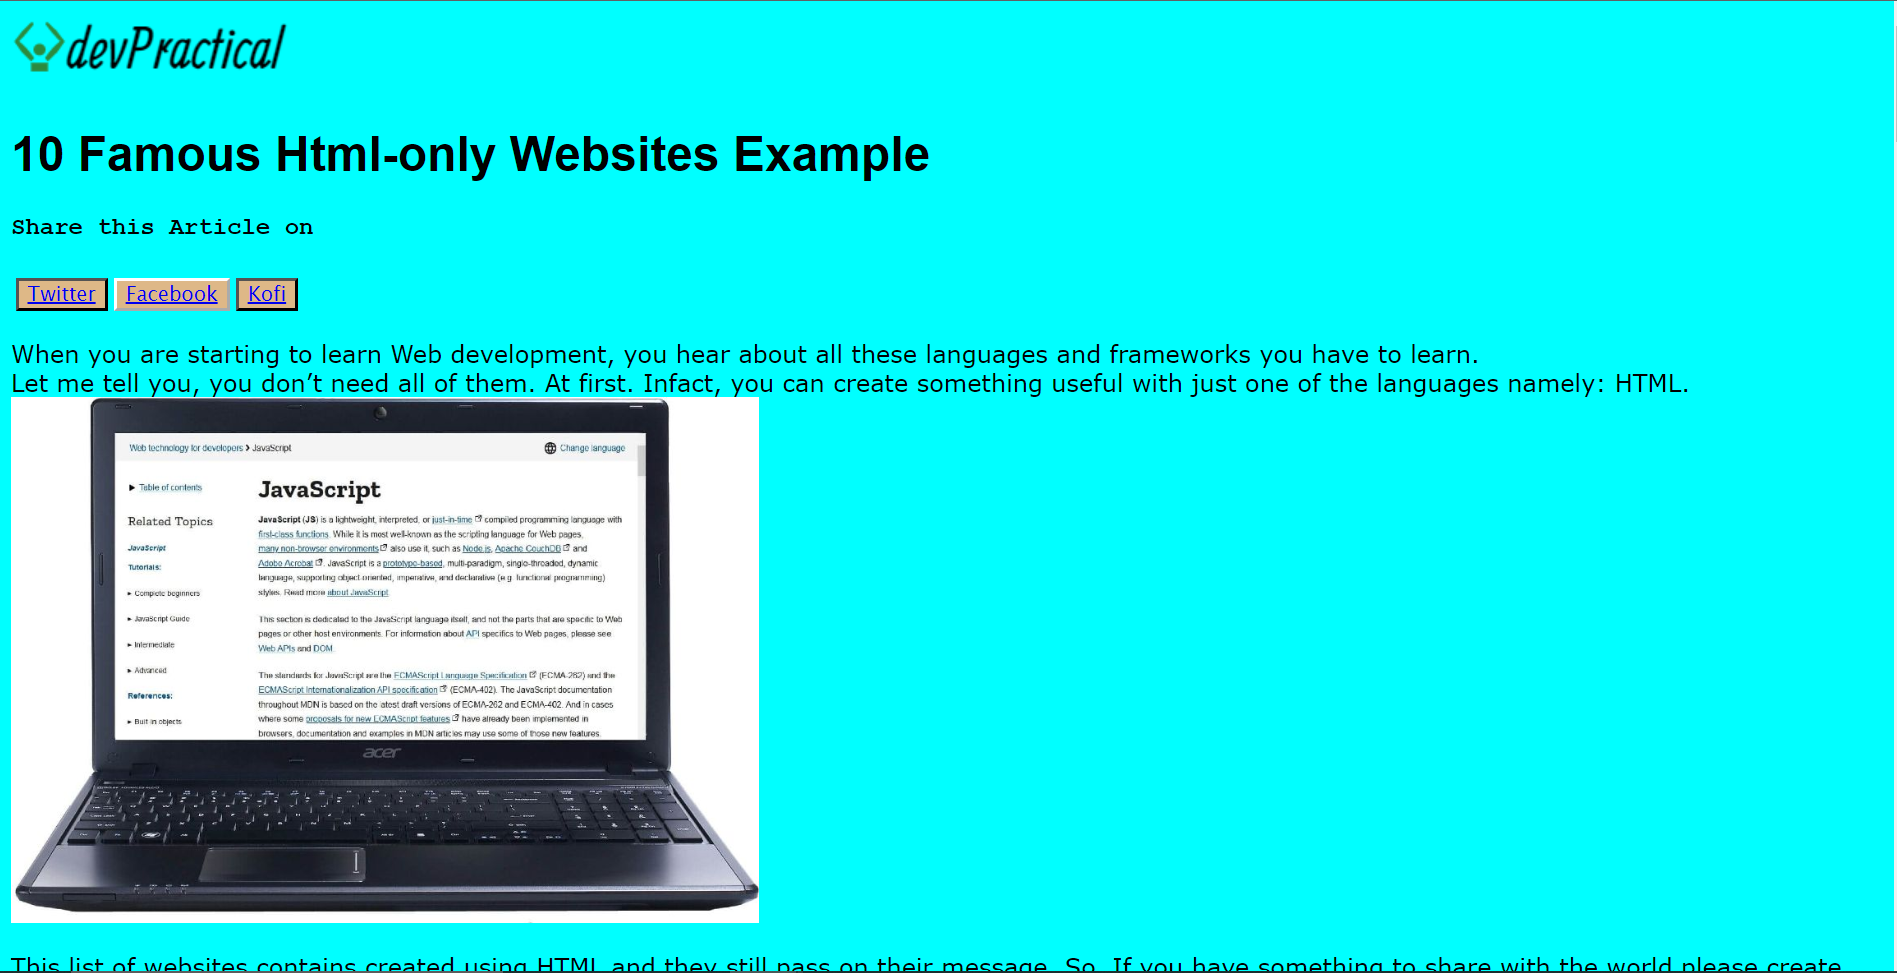 devPractical
10 Famous Html-only Websites Example
Share this Article on
Twitter Facebook Kofi
When you are starting to learn Web development, you hear about all these languages and frameworks you have to learn.
Let me tell you, you don’t need all of them. At first. Infact, you can create something useful with just one of the languages namely: HTML.
Web technology for developers › JavaScript
Change language
▶ Table of contents
Related Topics
JavaScript
Tutorials:
▸ Complete beginners
▸ JavaScript Guide
▸ Intermediate
▸ Advanced
References:
▸ Built in objects
JavaScript
JavaScript (JS) is a lightweight, interpreted, or just-in-time compiled programming language with
first-class functions. While it is most well-known as the scripting language for Web pages,
many non-browser environments also use it, such as Node.js, Apache CouchDB and
Adobe Acrobat. JavaScript is a prototype-based, multi-paradigm, single-threaded, dynamic
language, supporting object-oriented, imperative, and declarative (e.g. functional programming)
styles. Read more about JavaScript.
This section is dedicated to the JavaScript language itself, and not the parts that are specific to Web
pages or other host environments. For information about API specifics to Web pages, please see
Web APIs and DOM.
The standards for JavaScript are the ECMAScript Language Specification (ECMA-262) and the
ECMAScript Internationalization API specification (ECMA-402). The JavaScript documentation
throughout MDN is based on the latest draft versions of ECMA-262 and ECMA-402. And in cases
where some proposals for new ECMAScript features have already been implemented in
browsers, documentation and examples in MDN articles may use some of those new features.
acer
This list of websites contains created using HTML and they still pass on their message. So, If you have something to share with the world please create